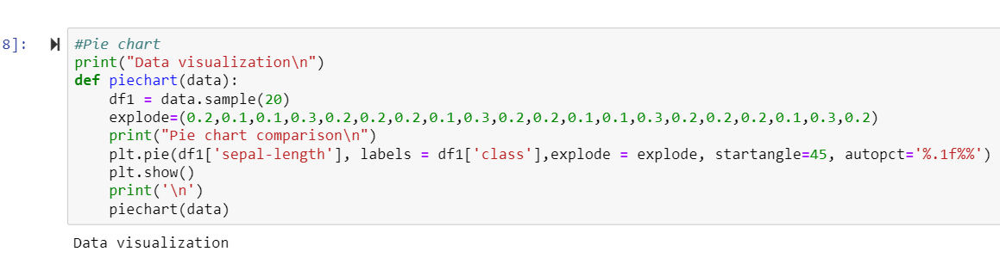 8]:
#Pie chart
print("Data visualization\n")
def piechart(data):
    df1 = data.sample(20)
    explode=(0.2,0.1,0.1,0.3,0.2,0.2,0.2,0.1,0.3,0.2,0.2,0.1,0.1,0.3,0.2,0.2,0.2,0.1,0.3,0.2)
    print("Pie chart comparison\n")
    plt.pie(df1['sepal-length'], labels = df1['class'],explode = explode, startangle=45, autopct='%.1f%%')
    plt.show()
    print('\n')
    piechart(data)
Data visualization